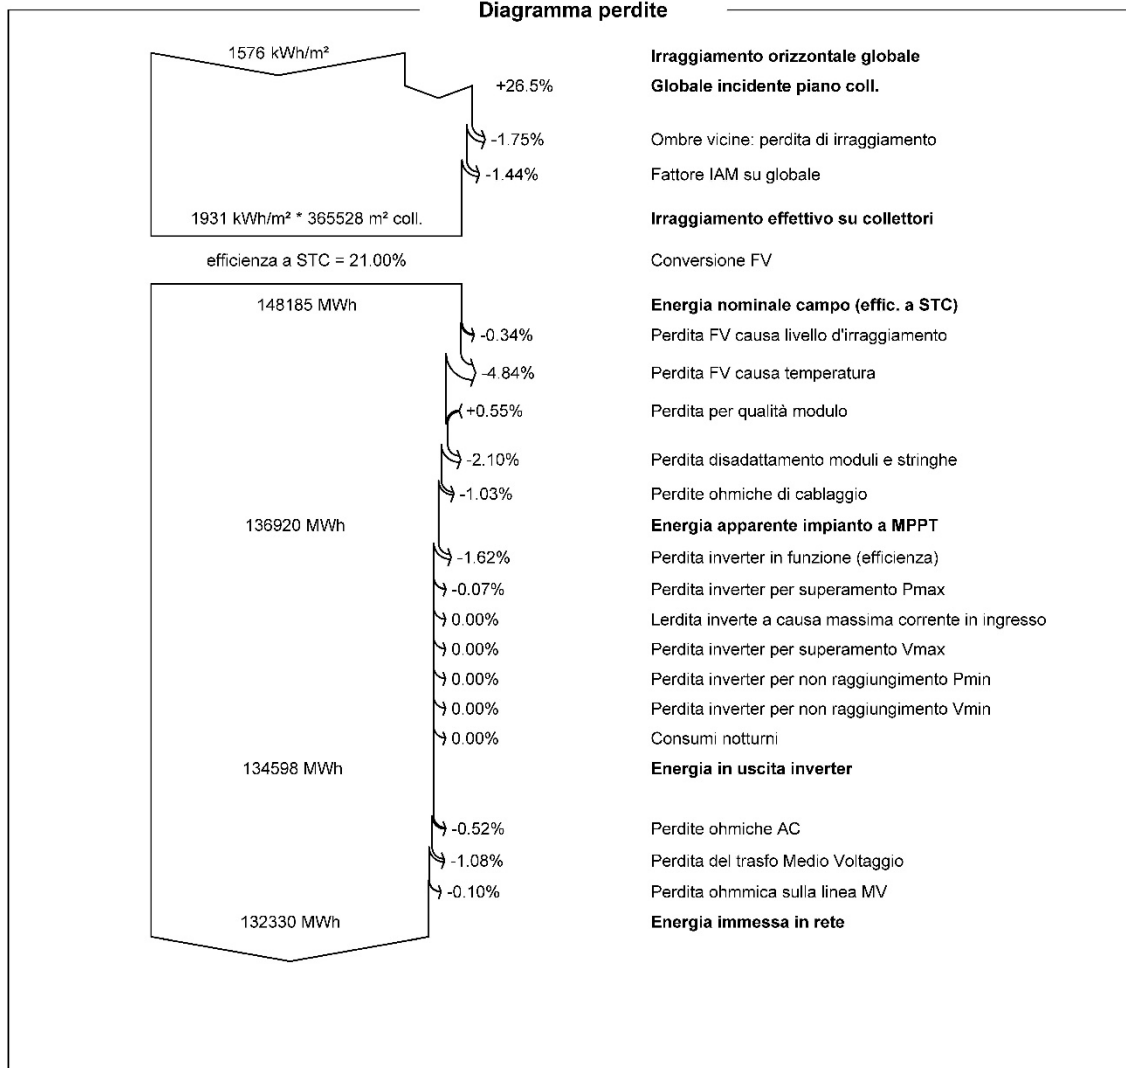 Diagramma perdite
1576 kWh/m² Irraggiamento orizzontale globale
+26.5% Globale incidente piano coll.
-1.75% Ombre vicine: perdita di irraggiamento
-1.44% Fattore IAM su globale
1931 kWh/m² * 365528 m² coll. Irraggiamento effettivo su collettori
efficienza a STC = 21.00% Conversione FV
148185 MWh Energia nominale campo (effic. a STC)
-0.34% Perdita FV causa livello d'irraggiamento
-4.84% Perdita FV causa temperatura
+0.55% Perdita per qualità modulo
-2.10% Perdita disadattamento moduli e stringhe
-1.03% Perdite ohmiche di cablaggio
136920 MWh Energia apparente impianto a MPPT
-1.62% Perdita inverter in funzione (efficienza)
-0.07% Perdita inverter per superamento Pmax
0.00% Lerdita inverte a causa massima corrente in ingresso
0.00% Perdita inverter per superamento Vmax
0.00% Perdita inverter per non raggiungimento Pmin
0.00% Perdita inverter per non raggiungimento Vmin
0.00% Consumi notturni
134598 MWh Energia in uscita inverter
-0.52% Perdite ohmiche AC
-1.08% Perdita del trasfo Medio Voltaggio
-0.10% Perdita ohmmica sulla linea MV
132330 MWh Energia immessa in rete